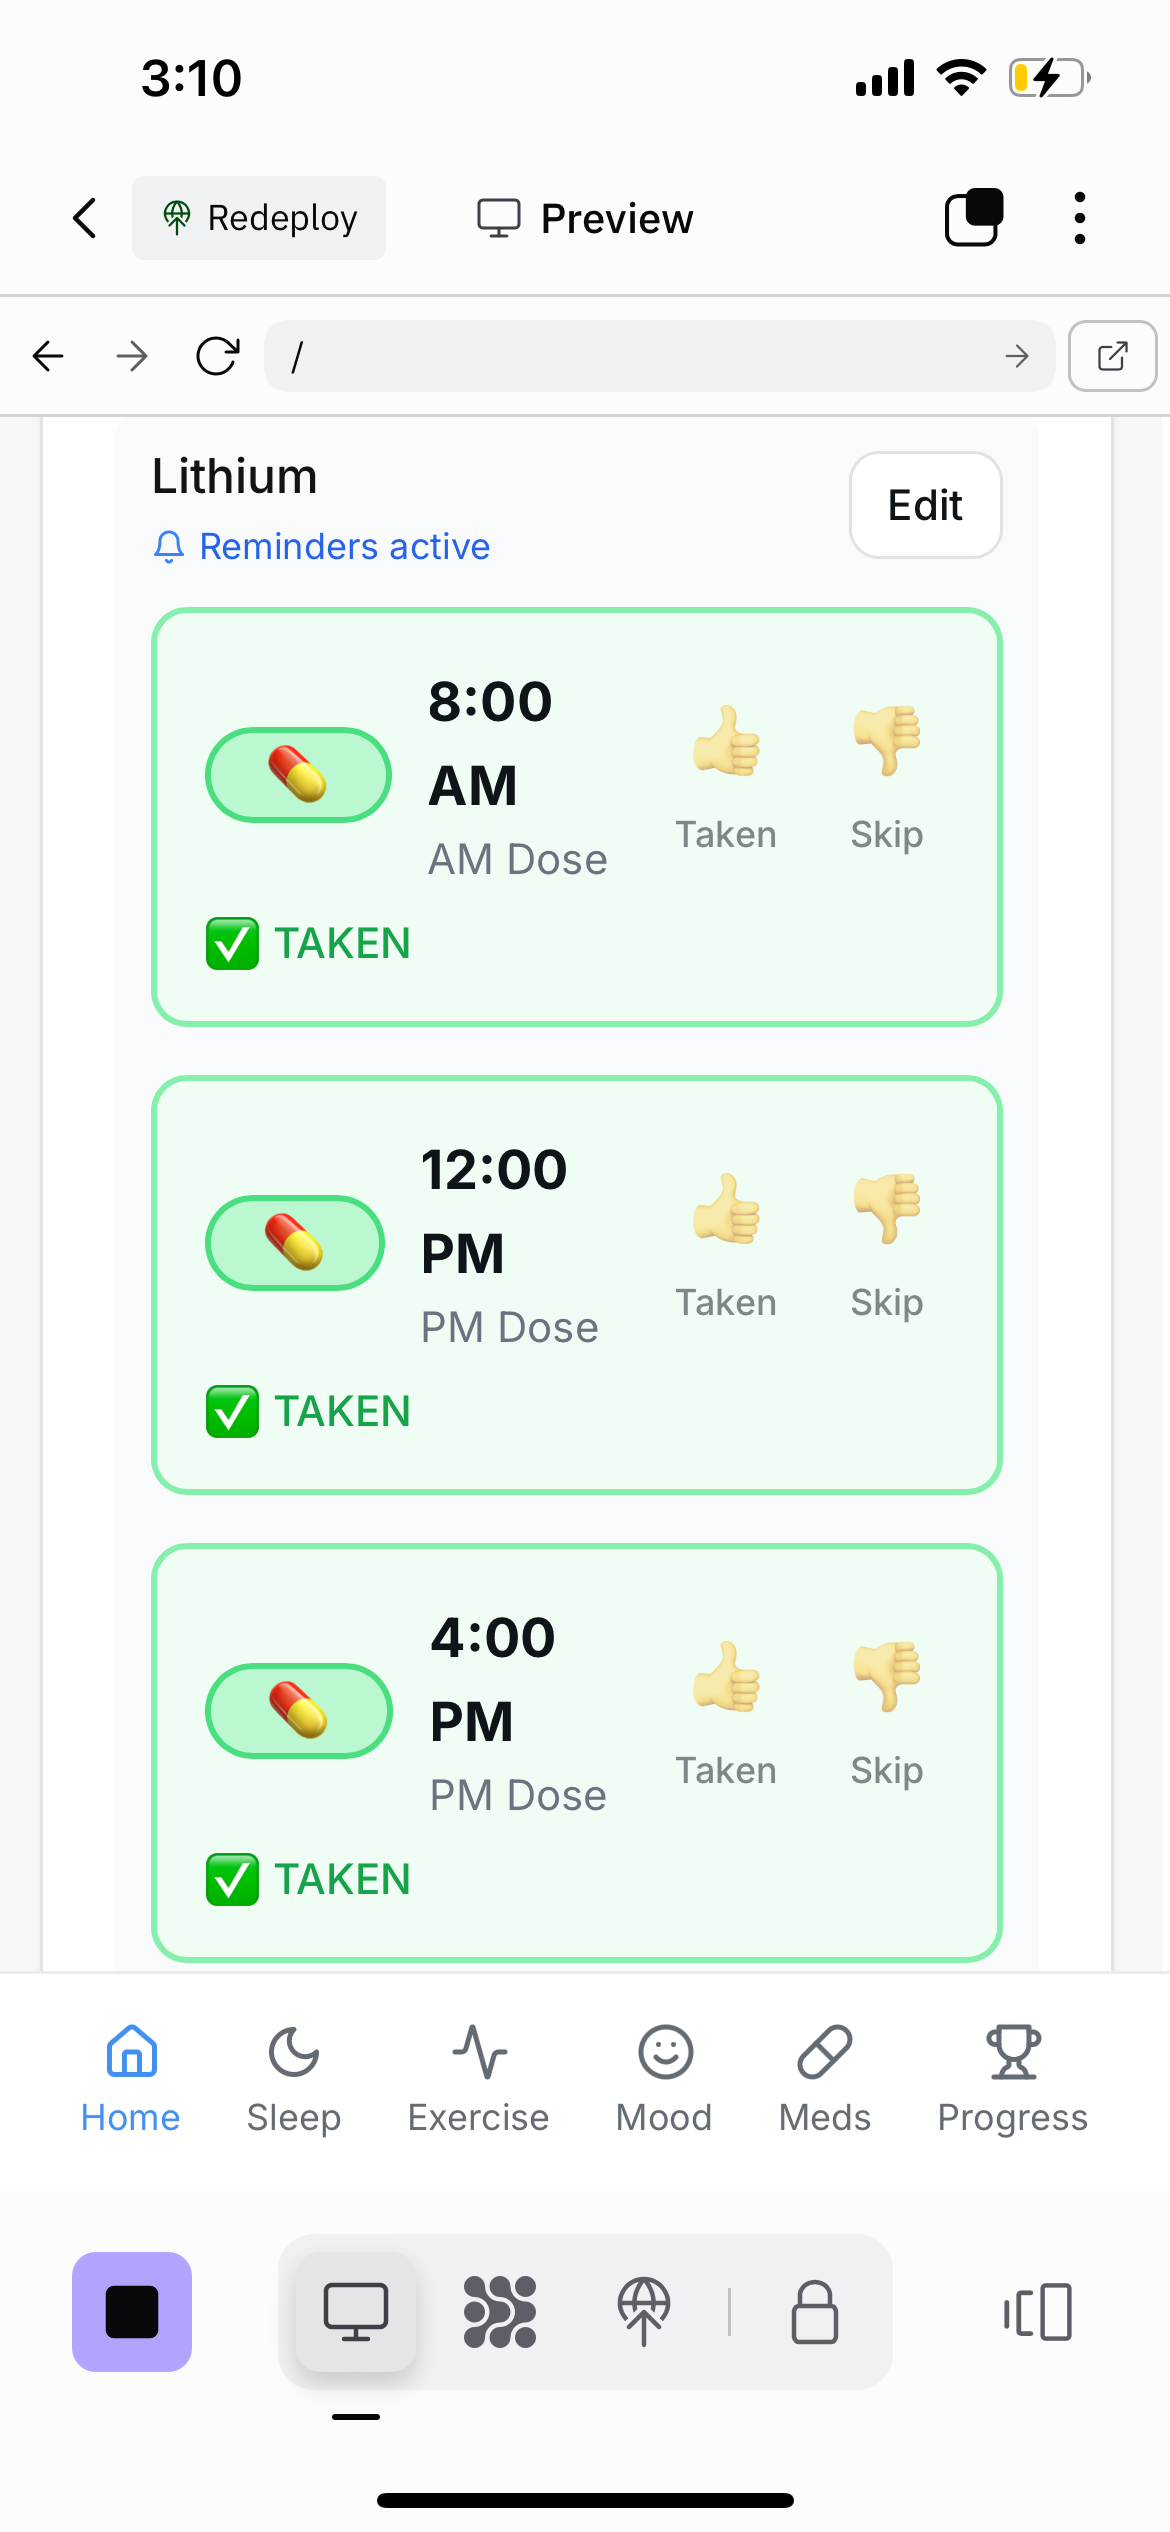 3:10
Redeploy
Preview
/
Lithium
Edit
Reminders active
8:00
AM
AM Dose
Taken
Skip
✅ TAKEN
12:00
PM
PM Dose
Taken
Skip
✅ TAKEN
4:00
PM
PM Dose
Taken
Skip
✅ TAKEN
Home
Sleep
Exercise
Mood
Meds
Progress